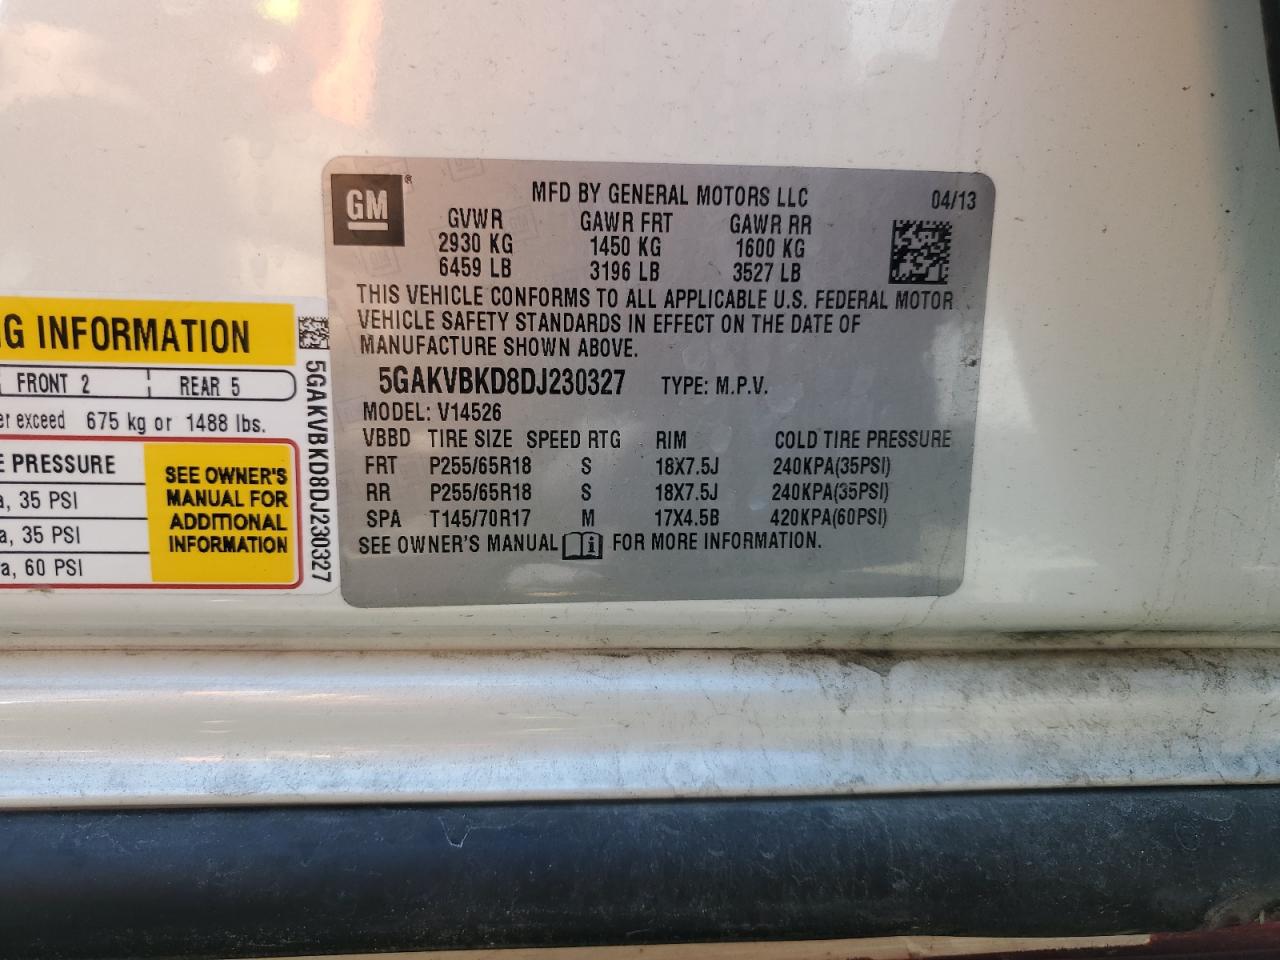 GM®
MFD BY GENERAL MOTORS LLC 04/13
GVWR GAWR FRT GAWR RR
2930 KG 1450 KG 1600 KG
6459 LB 3196 LB 3527 LB
THIS VEHICLE CONFORMS TO ALL APPLICABLE U.S. FEDERAL MOTOR
VEHICLE SAFETY STANDARDS IN EFFECT ON THE DATE OF
MANUFACTURE SHOWN ABOVE.
5GAKVBKD8DJ230327 TYPE: M.P.V.
MODEL: V14526
VBBD TIRE SIZE SPEED RTG RIM COLD TIRE PRESSURE
FRT P255/65R18 S 18X7.5J 240KPA(35PSI)
RR P255/65R18 S 18X7.5J 240KPA(35PSI)
SPA T145/70R17 M 17X4.5B 420KPA(60PSI)
SEE OWNER'S MANUAL FOR MORE INFORMATION.
G INFORMATION
FRONT 2 REAR 5
er exceed 675 kg or 1488 lbs.
E PRESSURE
a, 35 PSI
a, 35 PSI
a, 60 PSI
SEE OWNER'S
MANUAL FOR
ADDITIONAL
INFORMATION
5GAKVBKD8DJ230327